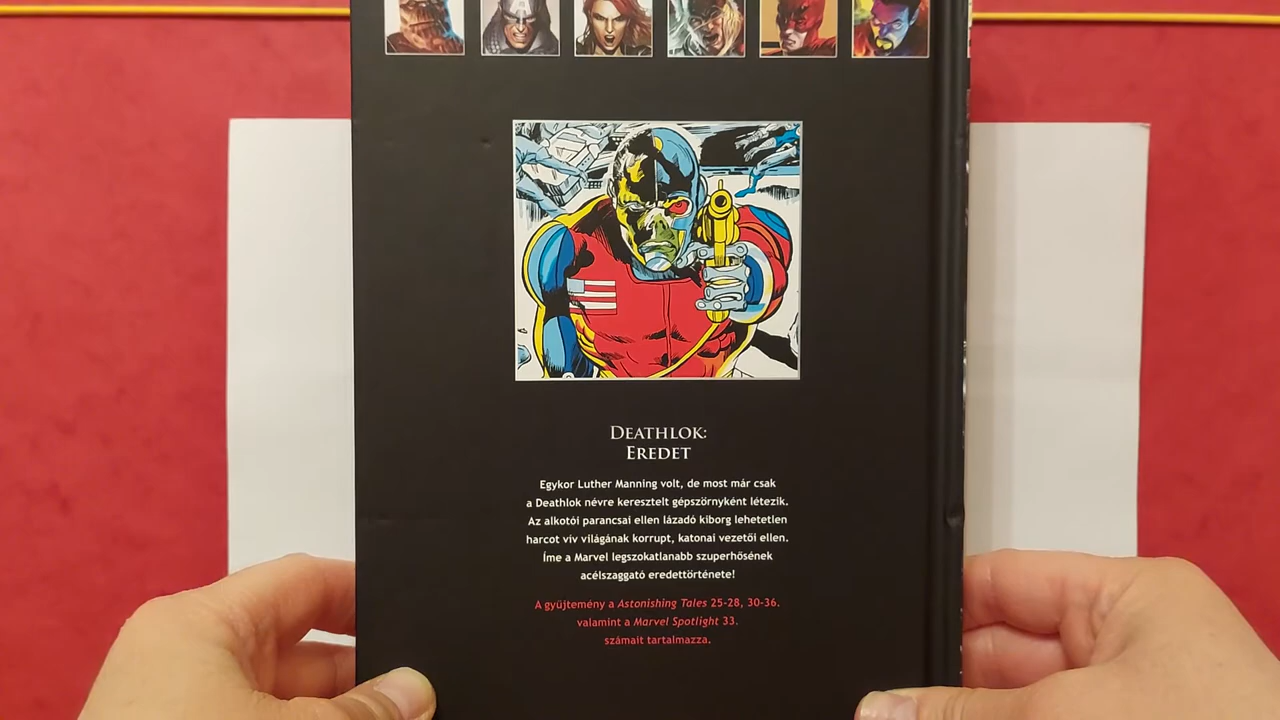 DEATHLOK:
EREDET
Egykor Luther Manning volt, de most már csak
a Deathlok névre keresztelt gépszörnyként létezik.
Az alkotói parancsai ellen lázadó kiborg lehetetlen
harcot vív világának korrupt, katonai vezetői ellen.
Íme a Marvel legszokatlanabb szuperhősének
acélszaggató eredettörténete!
A gyűjtemény a Astonishing Tales 25-28, 30-36.
valamint a Marvel Spotlight 33.
számait tartalmazza.